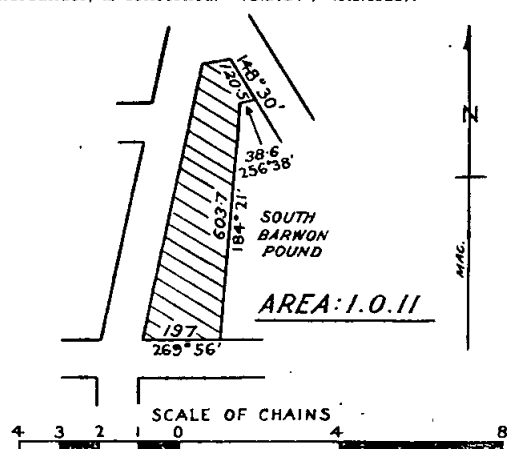 148° 30'
120.5
38.6
256° 38'
603.7
184° 21'
SOUTH
BARWON
POUND
N
MAG.
AREA: 1.0.11
197
269° 56'
SCALE OF CHAINS
4 3 2 1 0 4 8